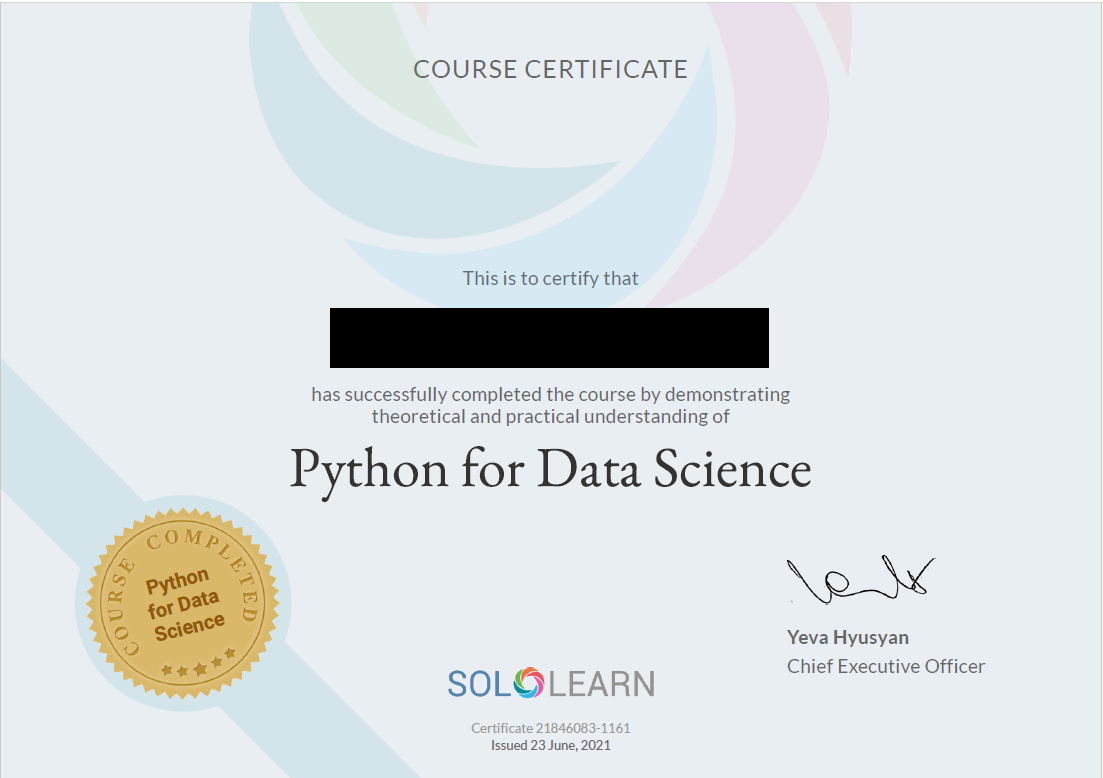 COURSE CERTIFICATE
This is to certify that
has successfully completed the course by demonstrating
theoretical and practical understanding of
Python for Data Science
COURSE COMPLETED
Python
for Data
Science
Yeva Hyusyan
Chief Executive Officer
SOLOLEARN
Certificate 21846083-1161
Issued 23 June, 2021